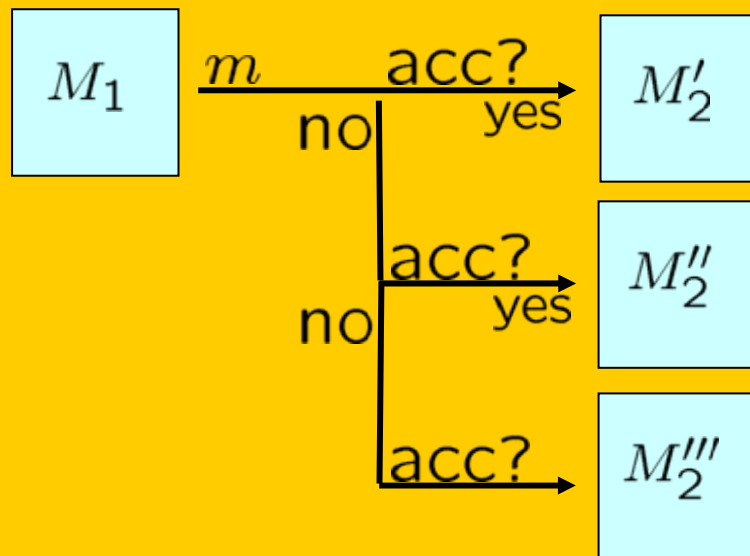 M₁ m acc? M₂′
no yes
acc? M₂″
no yes
acc? M₂‴